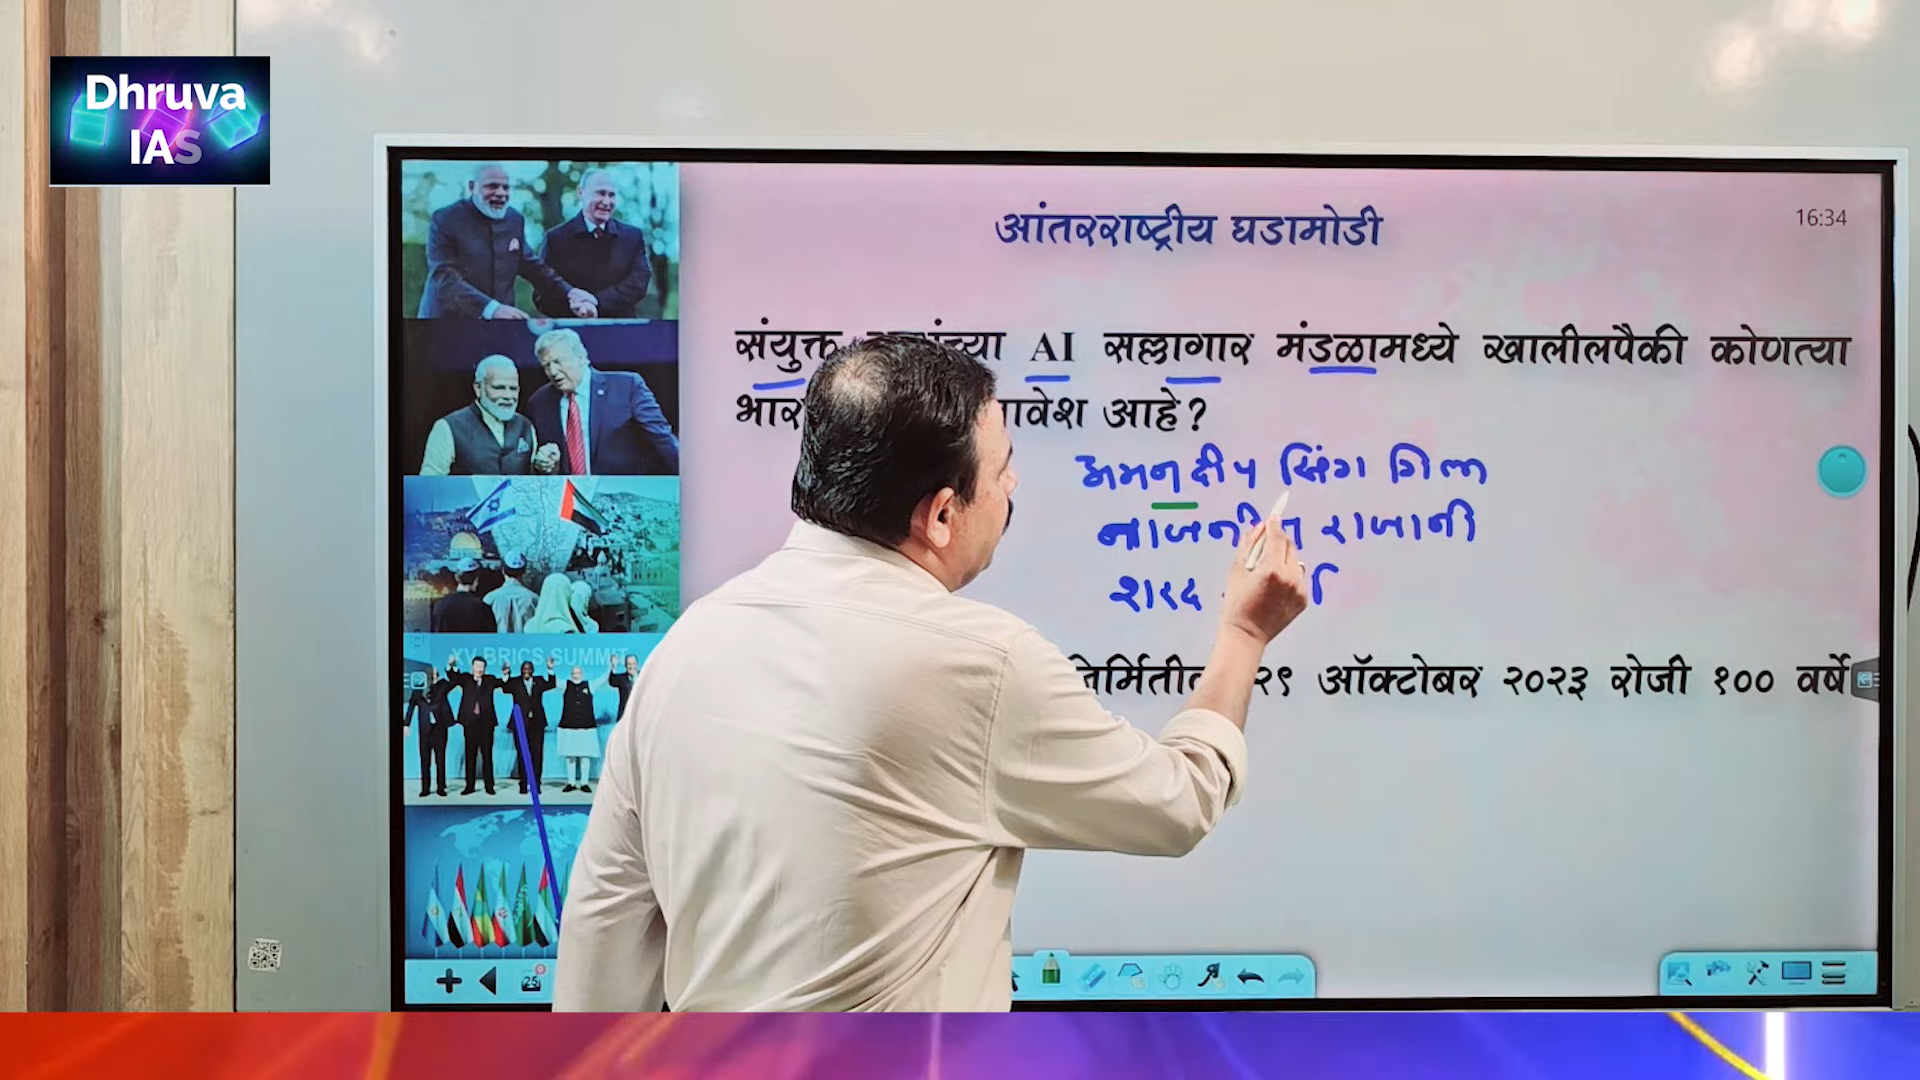 Dhruva
IAS
आंतरराष्ट्रीय घडामोडी
16:34
संयुक्त AI सल्लागार मंडळामध्ये खालीलपैकी कोणत्या
आहे?
अमनदीप सिंग गिल
नाजनीन राजानी
शरद
XV BRICS SUMMIT
२९ ऑक्टोबर २०२३ रोजी १०० वर्षे
25